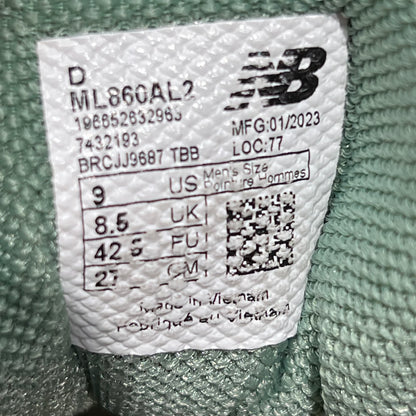 D
ML860AL2
NB
196652632963
7432193
MFG:01/2023
BRCJJ9687 TBB
LOC:77
9 US Men's Size
Pointure Hommes
8.5 UK
42.5 EU
27 CM
Made in Vietnam
Fabriqué au Vietnam